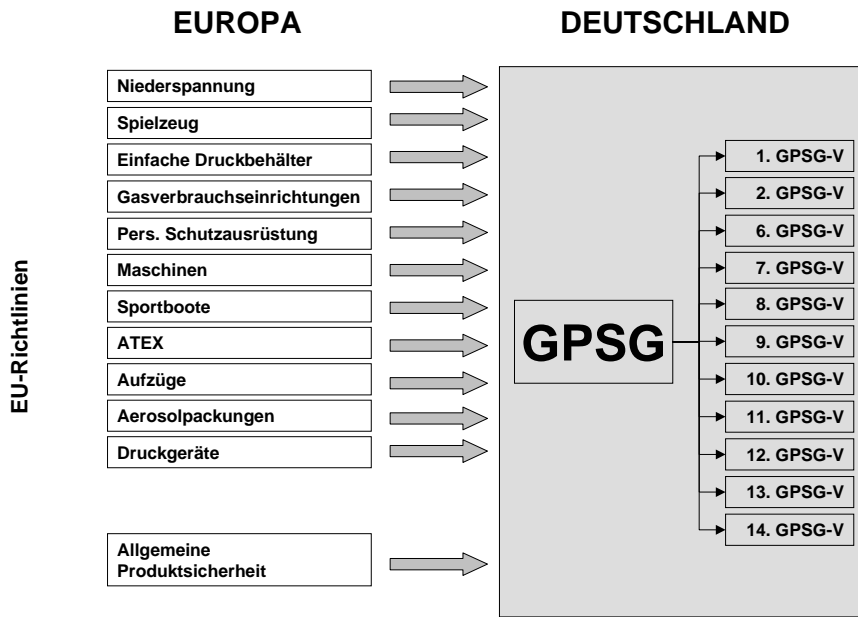 EUROPA
DEUTSCHLAND
EU-Richtlinien
Niederspannung
Spielzeug
Einfache Druckbehälter
Gasverbrauchseinrichtungen
Pers. Schutzausrüstung
Maschinen
Sportboote
ATEX
Aufzüge
Aerosolpackungen
Druckgeräte
Allgemeine
Produktsicherheit
GPSG
1. GPSG-V
2. GPSG-V
6. GPSG-V
7. GPSG-V
8. GPSG-V
9. GPSG-V
10. GPSG-V
11. GPSG-V
12. GPSG-V
13. GPSG-V
14. GPSG-V